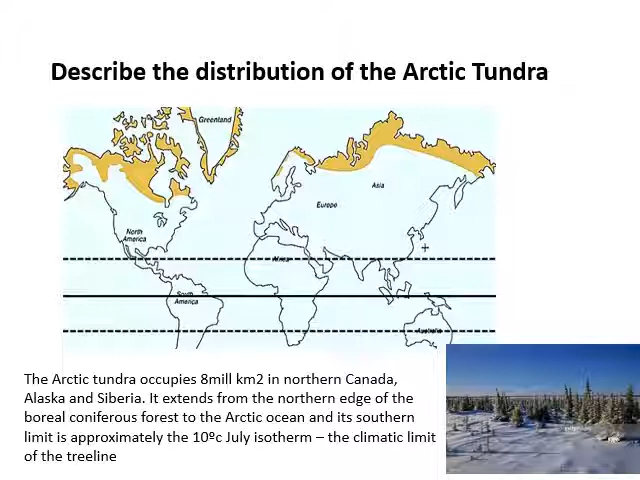 Describe the distribution of the Arctic Tundra
Greenland
Asia
Europe
North
America
Africa
South
America
Australia
The Arctic tundra occupies 8mill km2 in northern Canada,
Alaska and Siberia. It extends from the northern edge of the
boreal coniferous forest to the Arctic ocean and its southern
limit is approximately the 10ºc July isotherm – the climatic limit
of the treeline